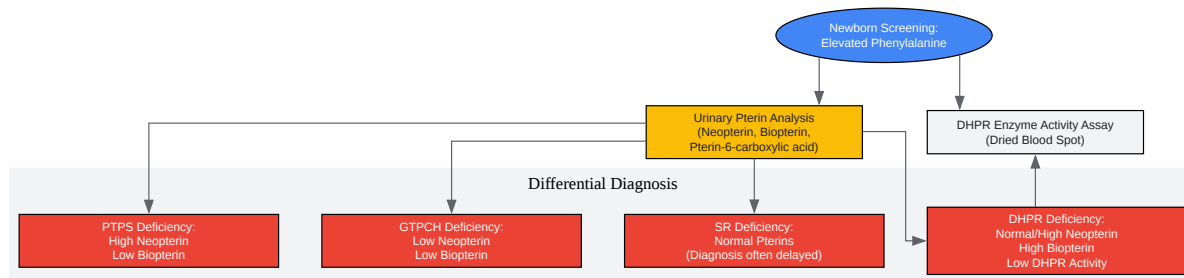 Newborn Screening:
Elevated Phenylalanine
Urinary Pterin Analysis
(Neopterin, Biopterin,
Pterin-6-carboxylic acid)
DHPR Enzyme Activity Assay
(Dried Blood Spot)
Differential Diagnosis
PTPS Deficiency:
High Neopterin
Low Biopterin
GTPCH Deficiency:
Low Neopterin
Low Biopterin
SR Deficiency:
Normal Pterins
(Diagnosis often delayed)
DHPR Deficiency:
Normal/High Neopterin
High Biopterin
Low DHPR Activity